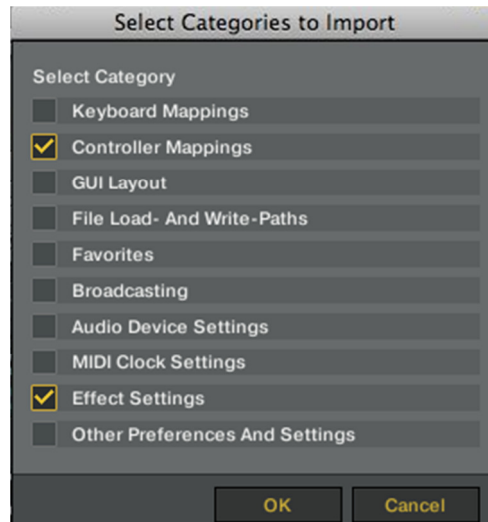 Select Categories to Import
Select Category
Keyboard Mappings
Controller Mappings
GUI Layout
File Load- And Write-Paths
Favorites
Broadcasting
Audio Device Settings
MIDI Clock Settings
Effect Settings
Other Preferences And Settings
OK Cancel